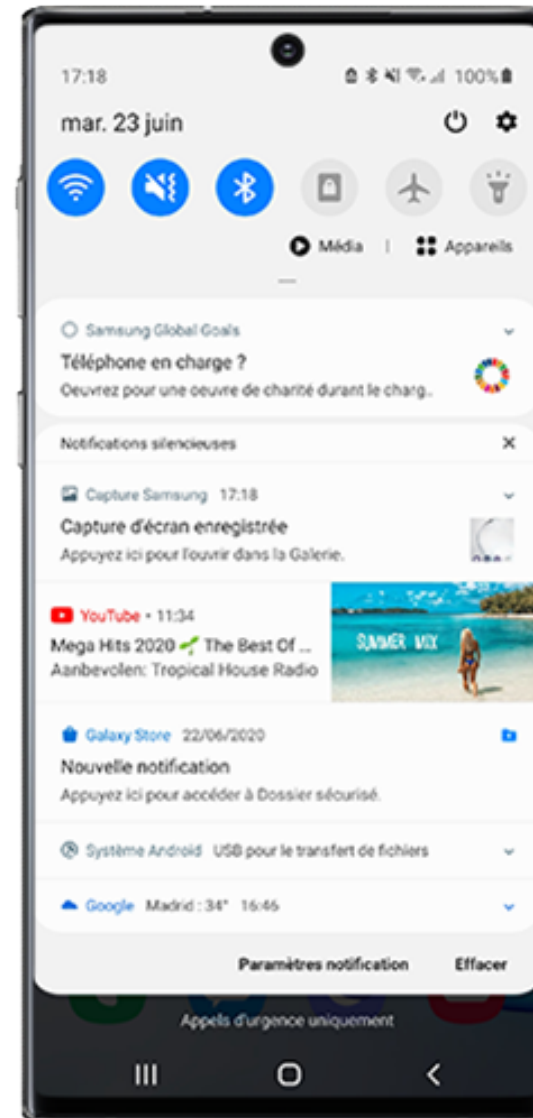 17:18 100%
mar. 23 juin
Média | Appareils
Samsung Global Goals
Téléphone en charge ?
Oeuvrez pour une oeuvre de charité durant le charg..
Notifications silencieuses
Capture Samsung 17:18
Capture d'écran enregistrée
Appuyez ici pour l'ouvrir dans la Galerie.
YouTube • 11:34
Mega Hits 2020 🌱 The Best Of ...
Aanbevolen: Tropical House Radio
SUMMER MIX
Galaxy Store 22/06/2020
Nouvelle notification
Appuyez ici pour accéder à Dossier sécurisé.
Système Android USB pour le transfert de fichiers
Google Madrid : 34° 16:46
Paramètres notification Effacer
Appels d'urgence uniquement